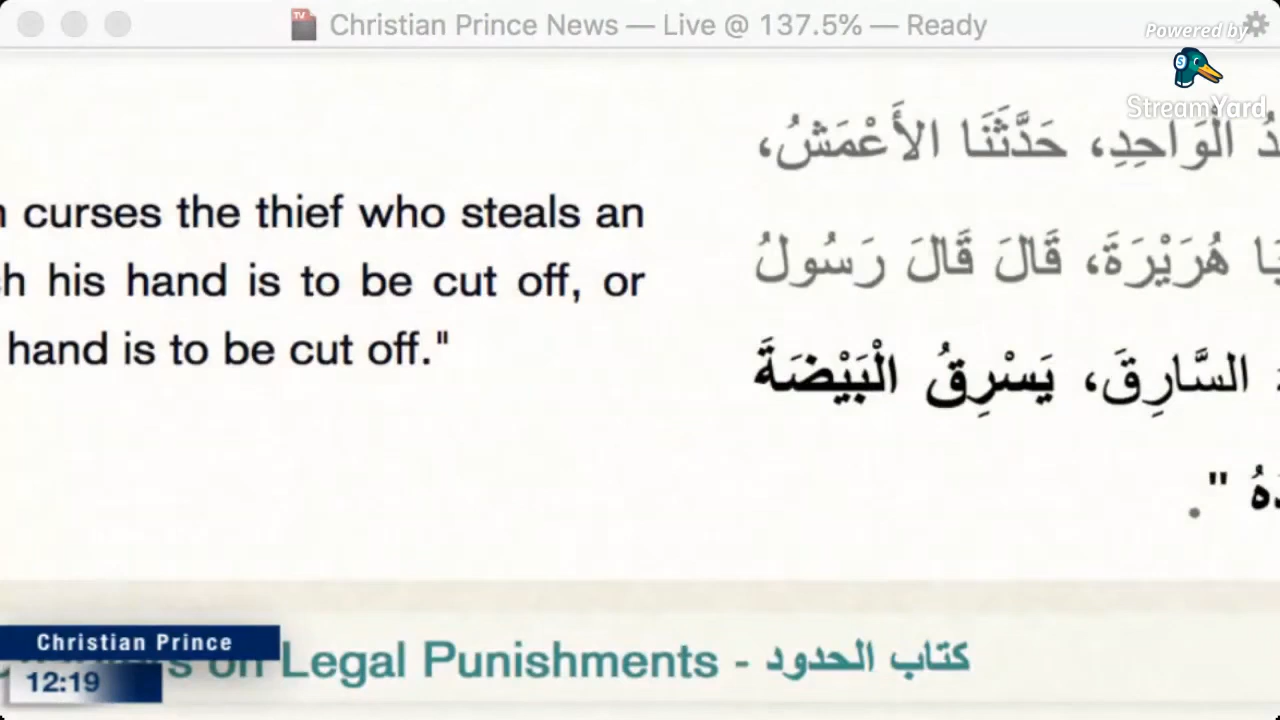 Christian Prince News — Live @ 137.5% — Ready
Powered by
StreamYard
curses the thief who steals an
his hand is to be cut off, or
hand is to be cut off."
الْوَاحِدِ، حَدَّثَنَا الأَعْمَشُ،
هُرَيْرَةَ، قَالَ قَالَ رَسُولُ
السَّارِقَ، يَسْرِقُ الْبَيْضَةَ
".
on Legal Punishments - كتاب الحدود
Christian Prince
12:19